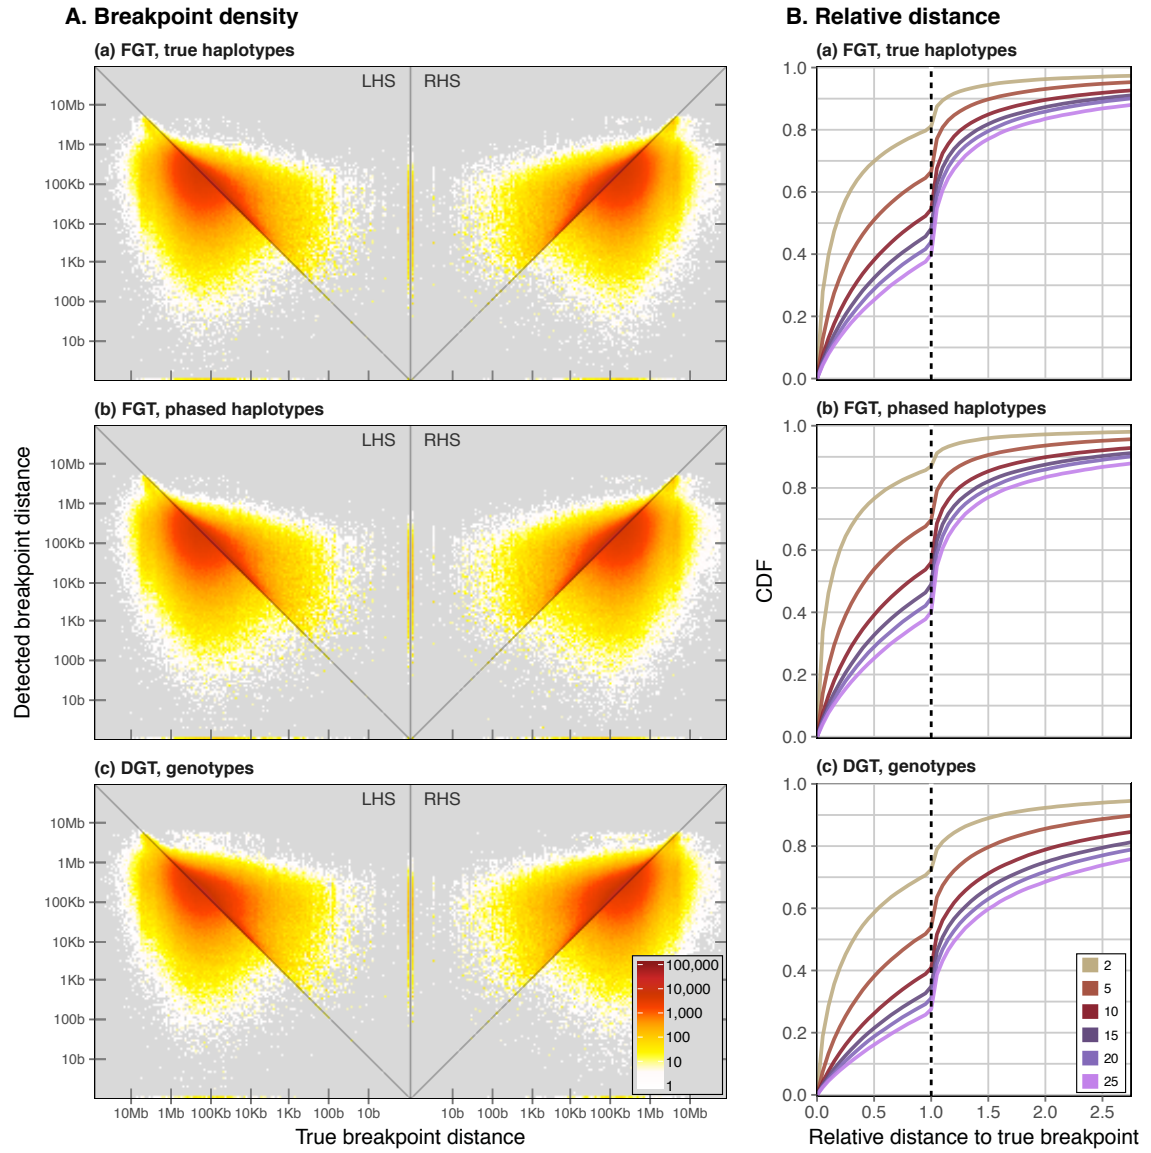 A. Breakpoint density
B. Relative distance
(a) FGT, true haplotypes
LHS RHS
10Mb
1Mb
100Kb
10Kb
1Kb
100b
10b
(a) FGT, true haplotypes
1.0
0.8
0.6
0.4
0.2
0.0
(b) FGT, phased haplotypes
LHS RHS
10Mb
1Mb
100Kb
10Kb
1Kb
100b
10b
(b) FGT, phased haplotypes
1.0
0.8
0.6
0.4
0.2
0.0
Detected breakpoint distance
CDF
(c) DGT, genotypes
LHS RHS
10Mb
1Mb
100Kb
10Kb
1Kb
100b
10b
100,000
10,000
1,000
100
10
1
10Mb 1Mb 100Kb 10Kb 1Kb 100b 10b 10b 100b 1Kb 10Kb 100Kb 1Mb 10Mb
True breakpoint distance
(c) DGT, genotypes
1.0
0.8
0.6
0.4
0.2
0.0
2
5
10
15
20
25
0.0 0.5 1.0 1.5 2.0 2.5
Relative distance to true breakpoint